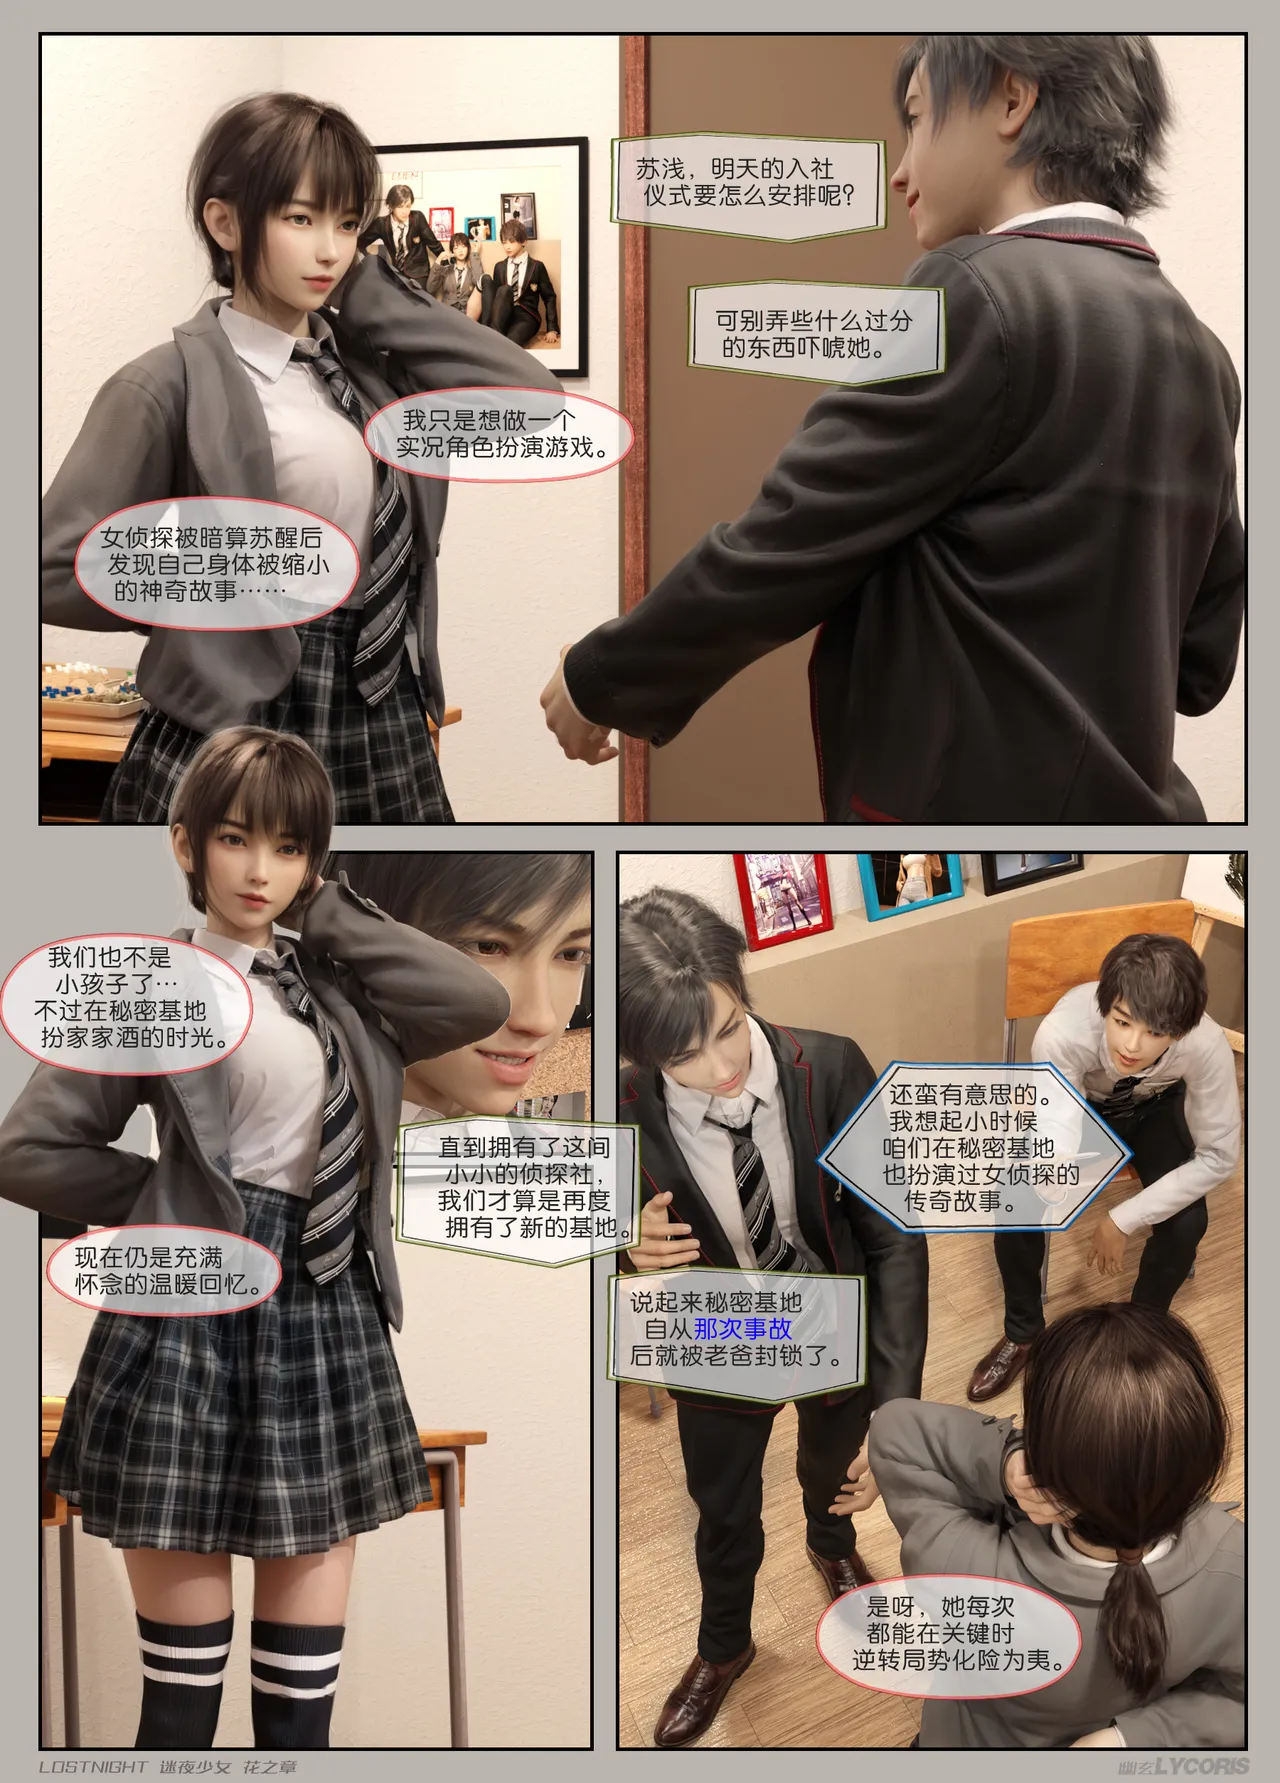 苏浅，明天的入社
仪式要怎么安排呢？
可别弄些什么过分
的东西吓唬她。
我只是想做一个
实况角色扮演游戏。
女侦探被暗算苏醒后
发现自己身体被缩小
的神奇故事……
我们也不是
小孩子了…
不过在秘密基地
扮家家酒的时光。
直到拥有了这间
小小的侦探社，
我们才算是再度
拥有了新的基地。
现在仍是充满
怀念的温暖回忆。
还蛮有意思的。
我想起小时候
咱们在秘密基地
也扮演过女侦探的
传奇故事。
说起来秘密基地
自从那次事故
后就被老爸封锁了。
是呀，她每次
都能在关键时
逆转局势化险为夷。
LOSTNIGHT 迷夜少女 花之章
幽玄LYCORIS